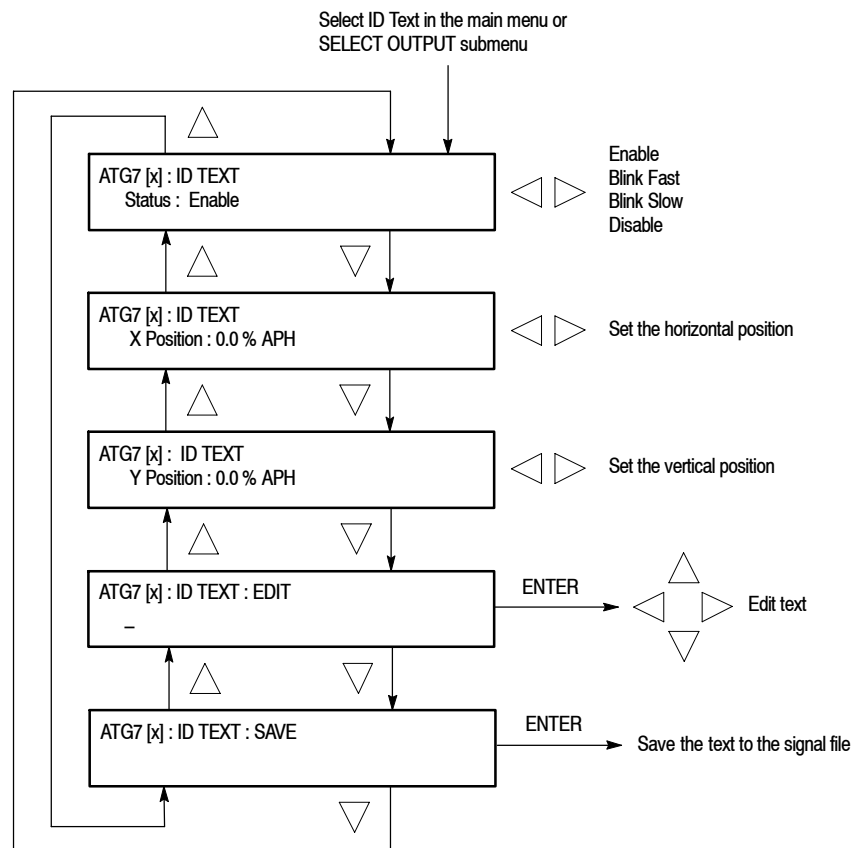 Select ID Text in the main menu or
SELECT OUTPUT submenu
ATG7 [x] : ID TEXT
Status : Enable
Enable
Blink Fast
Blink Slow
Disable
ATG7 [x] : ID TEXT
X Position : 0.0 % APH
Set the horizontal position
ATG7 [x] : ID TEXT
Y Position : 0.0 % APH
Set the vertical position
ATG7 [x] : ID TEXT : EDIT
_
ENTER
Edit text
ATG7 [x] : ID TEXT : SAVE
ENTER
Save the text to the signal file